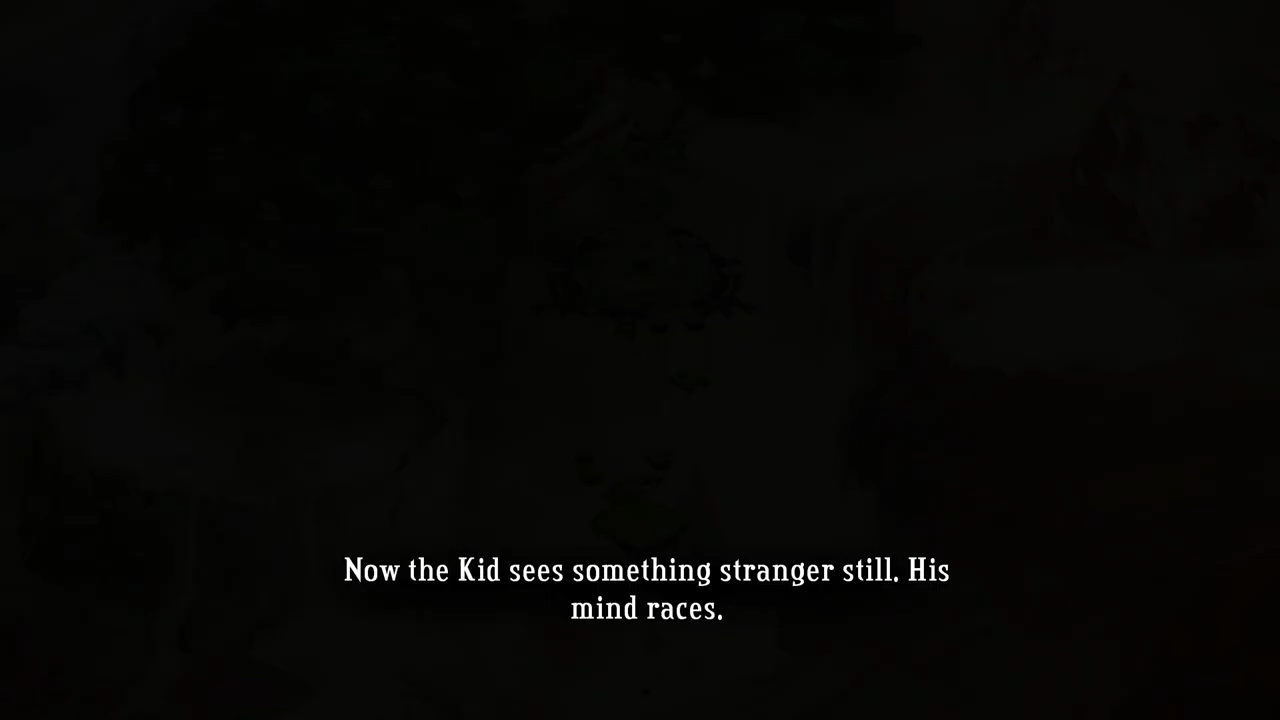 Now the Kid sees something stranger still. His
mind races.